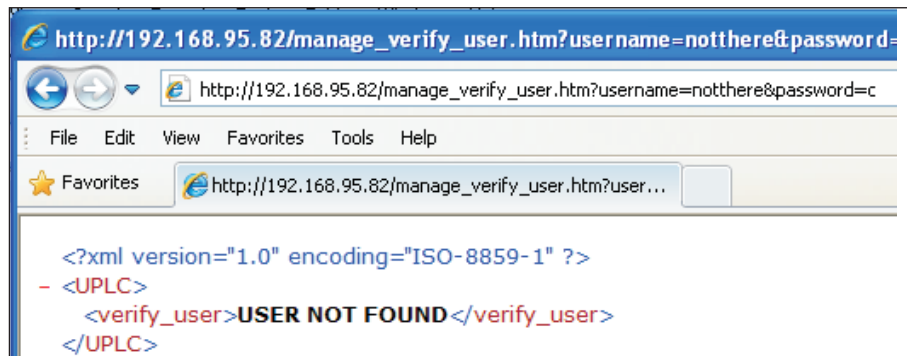 http://192.168.95.82/manage_verify_user.htm?username=notthere&password=
http://192.168.95.82/manage_verify_user.htm?username=notthere&password=c
File Edit View Favorites Tools Help
Favorites http://192.168.95.82/manage_verify_user.htm?user...
<?xml version="1.0" encoding="ISO-8859-1" ?>
- <UPLC>
<verify_user>USER NOT FOUND</verify_user>
</UPLC>